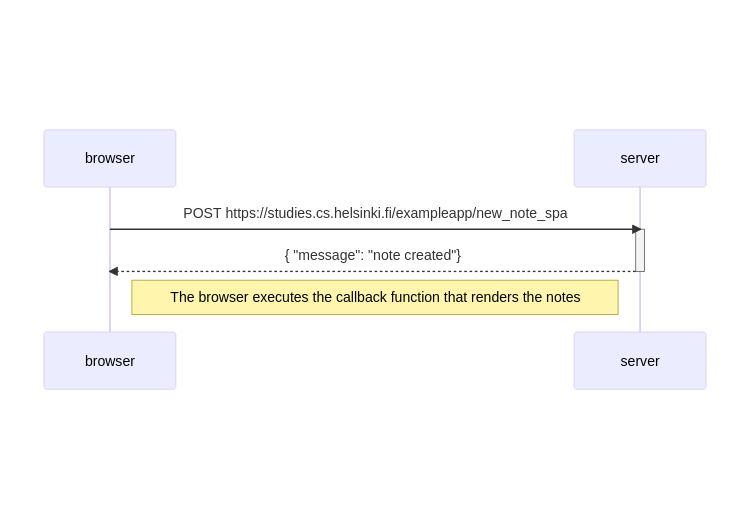 browser
server
POST https://studies.cs.helsinki.fi/exampleapp/new_note_spa
{ "message": "note created"}
The browser executes the callback function that renders the notes
browser
server